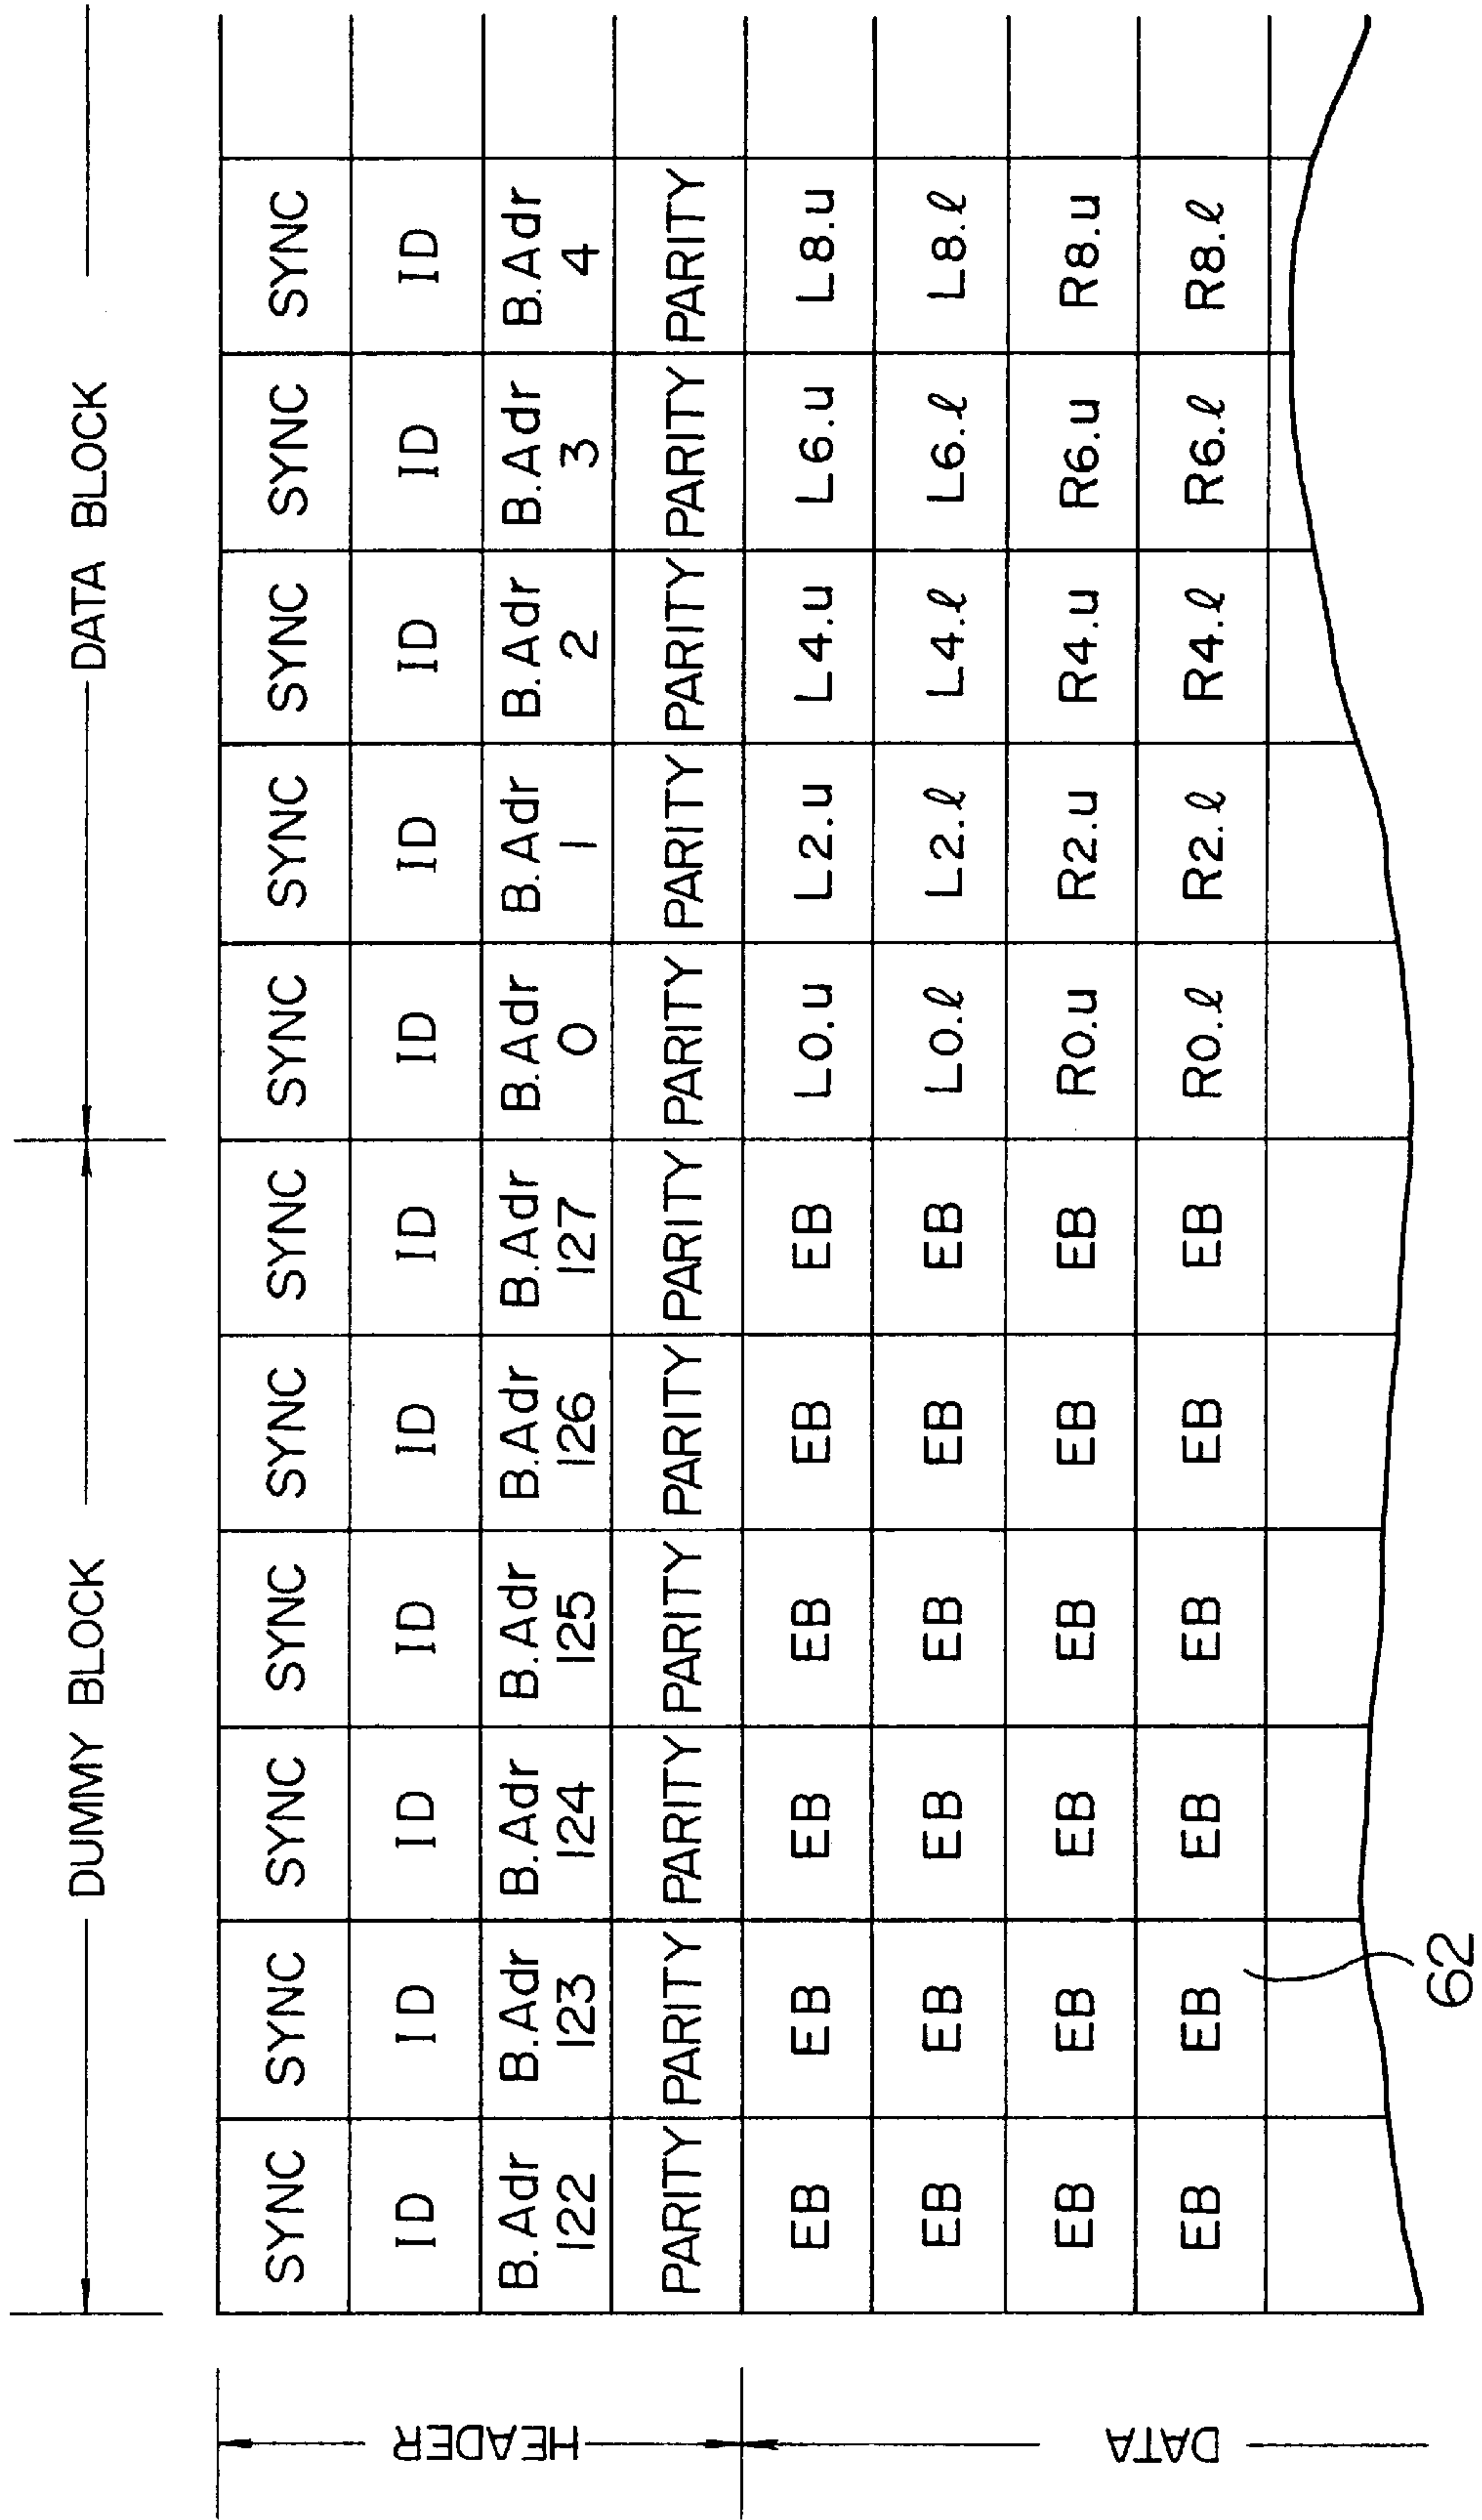 DUMMY BLOCK DATA BLOCK
HEADER
SYNC SYNC SYNC SYNC SYNC SYNC SYNC SYNC SYNC SYNC SYNC
ID ID ID ID ID ID ID ID ID ID ID
B.Adr B.Adr B.Adr B.Adr B.Adr B.Adr B.Adr B.Adr B.Adr B.Adr B.Adr
122 123 124 125 126 127 0 1 2 3 4
PARITY PARITY PARITY PARITY PARITY PARITY PARITY PARITY PARITY PARITY PARITY
DATA
EB EB EB EB EB EB L0.u L2.u L4.u L6.u L8.u
EB EB EB EB EB EB L0.ℓ L2.ℓ L4.ℓ L6.ℓ L8.ℓ
EB EB EB EB EB EB R0.u R2.u R4.u R6.u R8.u
EB EB EB EB EB EB R0.ℓ R2.ℓ R4.ℓ R6.ℓ R8.ℓ
62